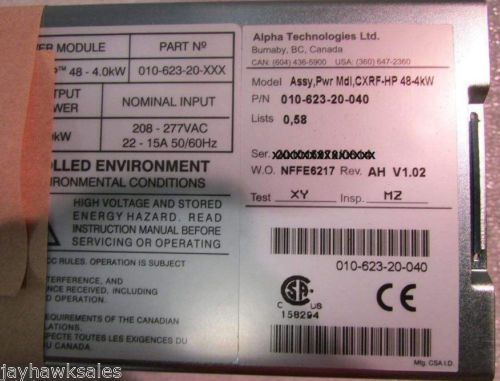 WER MODULE
PART Nº
P™ 48 - 4.0kW
010-623-20-XXX
TPUT
WER
NOMINAL INPUT
kW
208 - 277VAC
22 - 15A 50/60Hz
OLLED ENVIRONMENT
IRONMENTAL CONDITIONS
HIGH VOLTAGE AND STORED
ENERGY HAZARD. READ
INSTRUCTION MANUAL BEFORE
SERVICING OR OPERATING
CC RULES. OPERATION IS SUBJECT
TERFERENCE, AND
NCE RECEIVED, INCLUDING
D OPERATION.
QUIREMENTS OF THE CANADIAN
LATIONS.
PECTE TOUTES LES EXIGENCES
DU CANADA.
Alpha Technologies Ltd.
Burnaby, BC, Canada
CAN: (604) 436-5900 USA: (360) 647-2360
Model Assy,Pwr Mdl,CXRF-HP 48-4kW
P/N 010-623-20-040
Lists 0,58
Ser.
W.O. NFFE6217 Rev. AH V1.02
Test XY Insp. MZ
010-623-20-040
C US
158294
CE
Mfg. CSA I.D.
jayhawksales